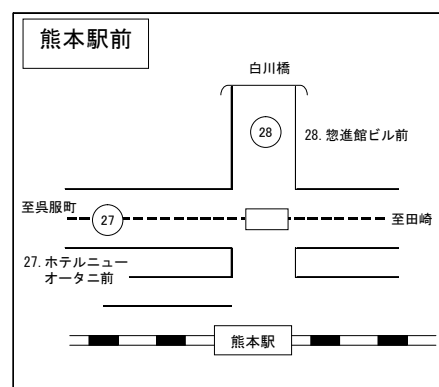 熊本駅前
白川橋
28
28. 惣進館ビル前
至呉服町
27
至田崎
27. ホテルニュー
オータニ前
熊本駅